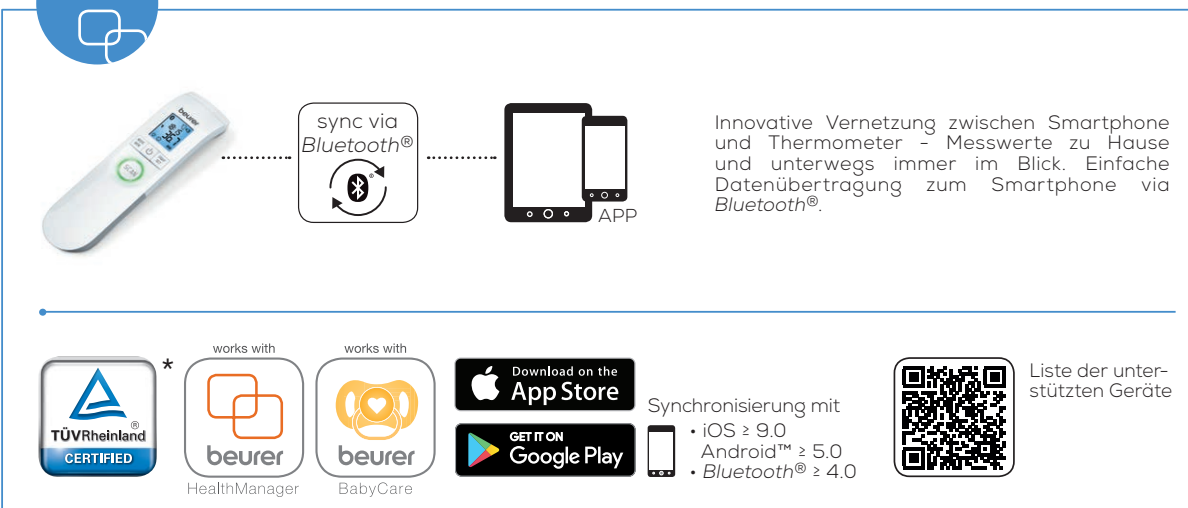 beurer
SCAN
sync via
Bluetooth®
APP
Innovative Vernetzung zwischen Smartphone
und Thermometer - Messwerte zu Hause
und unterwegs immer im Blick. Einfache
Datenübertragung zum Smartphone via
Bluetooth®.
TÜVRheinland®
CERTIFIED
*
works with
beurer
HealthManager
works with
beurer
BabyCare
Download on the
App Store
GET IT ON
Google Play
Synchronisierung mit
• iOS ≥ 9.0
Android™ ≥ 5.0
• Bluetooth® ≥ 4.0
Liste der unter-
stützten Geräte